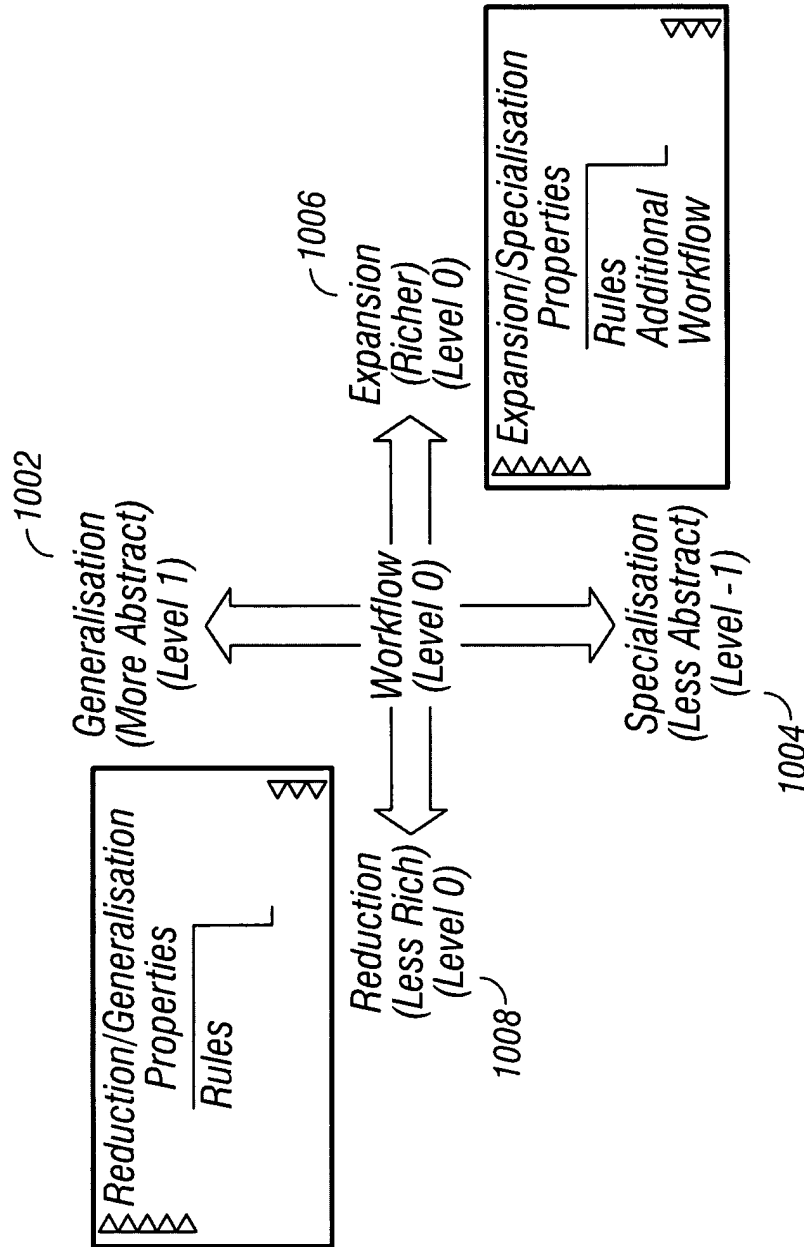 Reduction/Generalisation
Properties
Rules
1002
Generalisation
(More Abstract)
(Level 1)
Reduction
(Less Rich)
(Level 0)
1008
Workflow
(Level 0)
1006
Expansion
(Richer)
(Level 0)
Specialisation
(Less Abstract)
(Level -1)
1004
Expansion/Specialisation
Properties
Rules
Additional
Workflow